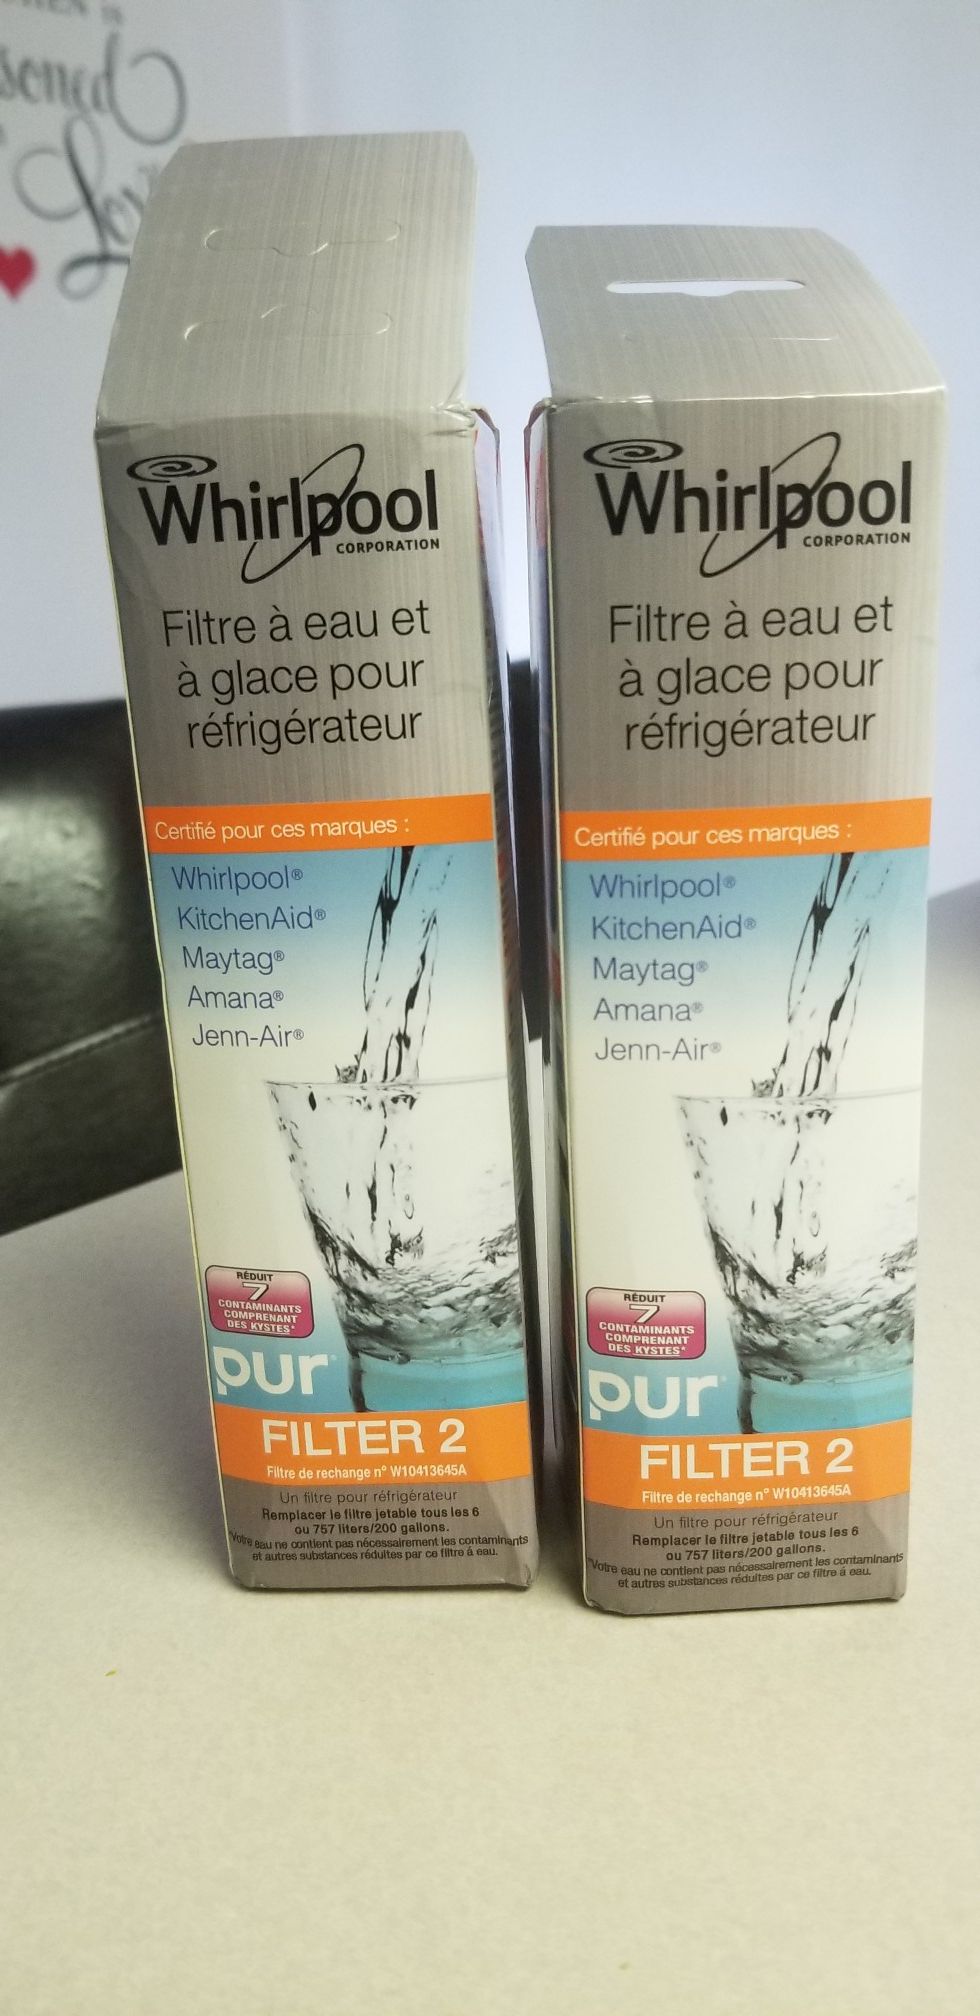 soned
Lov
Whirlpool
CORPORATION
Filtre à eau et
à glace pour
réfrigérateur
Certifié pour ces marques :
Whirlpool®
KitchenAid®
Maytag®
Amana®
Jenn-Air®
RÉDUIT
7
CONTAMINANTS
COMPRENANT
DES KYSTES*
pur®
FILTER 2
Filtre de rechange n° W10413645A
Un filtre pour réfrigérateur
Remplacer le filtre jetable tous les 6
ou 757 liters/200 gallons.
*Votre eau ne contient pas nécessairement les contaminants
et autres substances réduites par ce filtre á eau.
Whirlpool
CORPORATION
Filtre à eau et
à glace pour
réfrigérateur
Certifié pour ces marques :
Whirlpool®
KitchenAid®
Maytag®
Amana®
Jenn-Air®
RÉDUIT
7
CONTAMINANTS
COMPRENANT
DES KYSTES*
pur®
FILTER 2
Filtre de rechange n° W10413645A
Un filtre pour réfrigérateur
Remplacer le filtre jetable tous les 6
ou 757 liters/200 gallons.
*Votre eau ne contient pas nécessairement les contaminants
et autres substances réduites par ce filtre á eau.